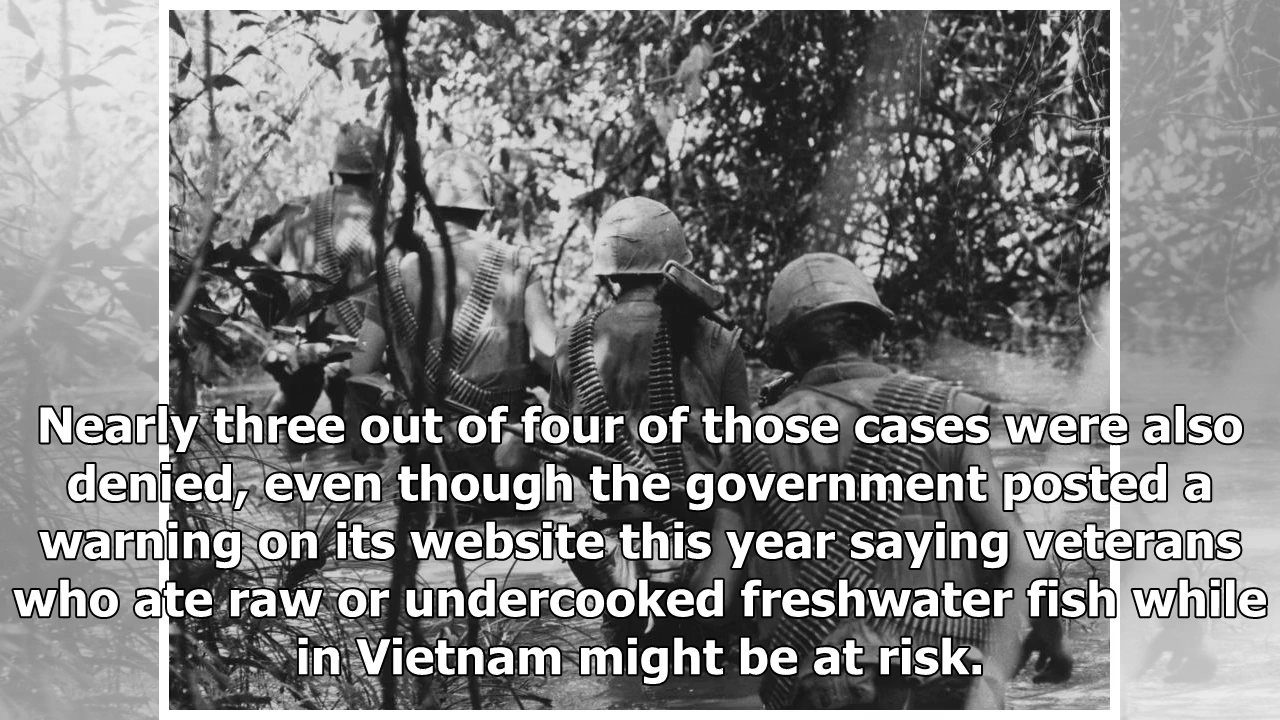 Nearly three out of four of those cases were also
denied, even though the government posted a
warning on its website this year saying veterans
who ate raw or undercooked freshwater fish while
in Vietnam might be at risk.